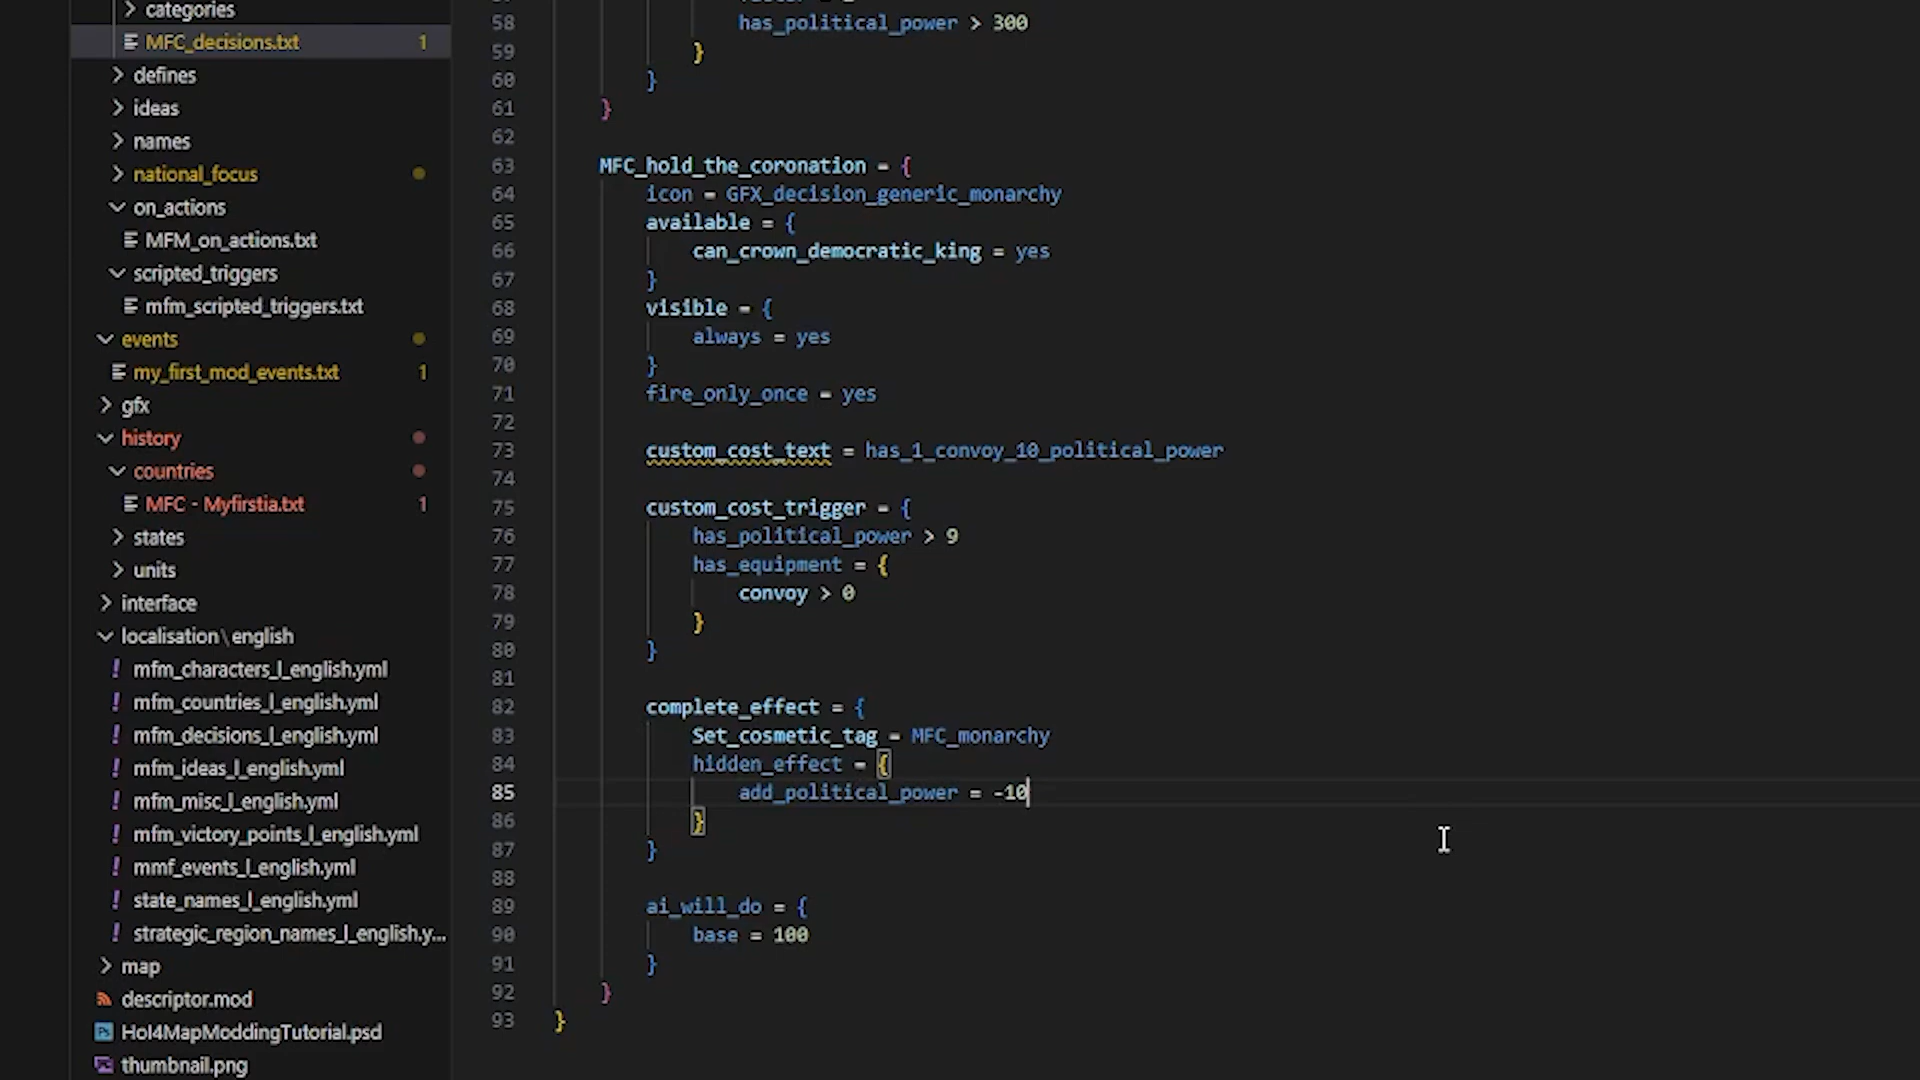 categories
MFC_decisions.txt 1
defines
ideas
names
national_focus
on_actions
MFM_on_actions.txt
scripted_triggers
mfm_scripted_triggers.txt
events
my_first_mod_events.txt 1
gfx
history
countries
MFC - Myfirstia.txt 1
states
units
interface
localisation\english
! mfm_characters_l_english.yml
! mfm_countries_l_english.yml
! mfm_decisions_l_english.yml
! mfm_ideas_l_english.yml
! mfm_misc_l_english.yml
! mfm_victory_points_l_english.yml
! mmf_events_l_english.yml
! state_names_l_english.yml
! strategic_region_names_l_english.y...
map
descriptor.mod
Ps HoI4MapModdingTutorial.psd
thumbnail.png
58 has_political_power > 300
59 }
60 }
61 }
62
63 MFC_hold_the_coronation = {
64 icon = GFX_decision_generic_monarchy
65 available = {
66 can_crown_democratic_king = yes
67 }
68 visible = {
69 always = yes
70 }
71 fire_only_once = yes
72
73 custom_cost_text = has_1_convoy_10_political_power
74
75 custom_cost_trigger = {
76 has_political_power > 9
77 has_equipment = {
78 convoy > 0
79 }
80 }
81
82 complete_effect = {
83 Set_cosmetic_tag = MFC_monarchy
84 hidden_effect = {
85 add_political_power = -10
86 }
87 }
88
89 ai_will_do = {
90 base = 100
91 }
92 }
93 }